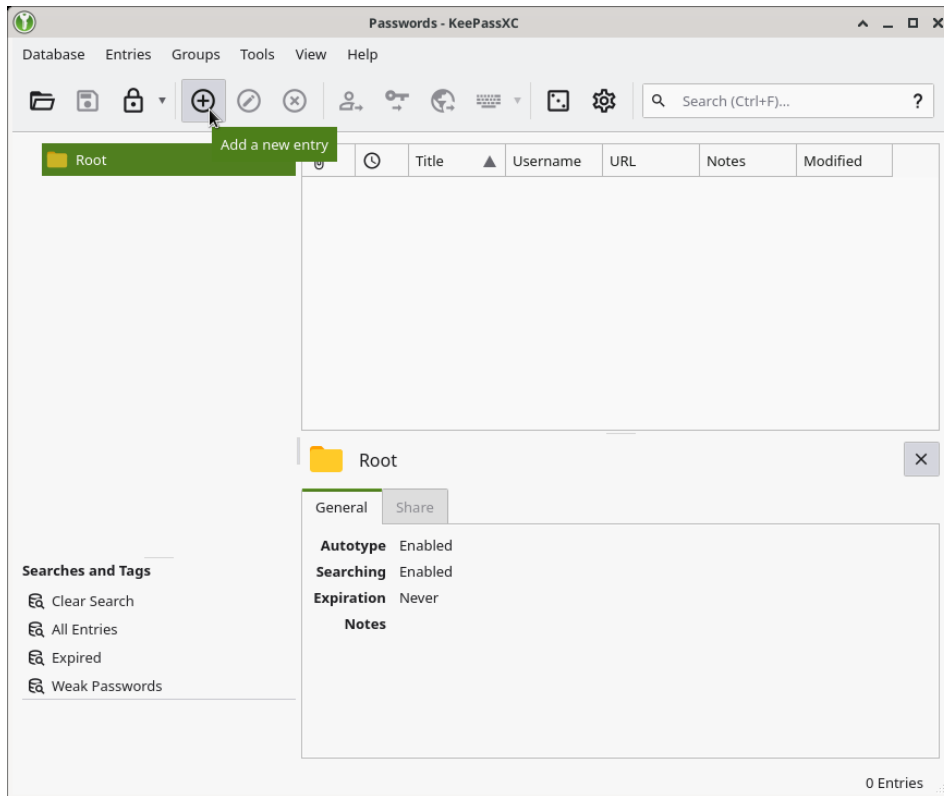 Passwords - KeePassXC
Database Entries Groups Tools View Help
Search (Ctrl+F)... ?
Add a new entry
Root
Title Username URL Notes Modified
Root
General Share
Autotype Enabled
Searching Enabled
Expiration Never
Notes
Searches and Tags
Clear Search
All Entries
Expired
Weak Passwords
0 Entries